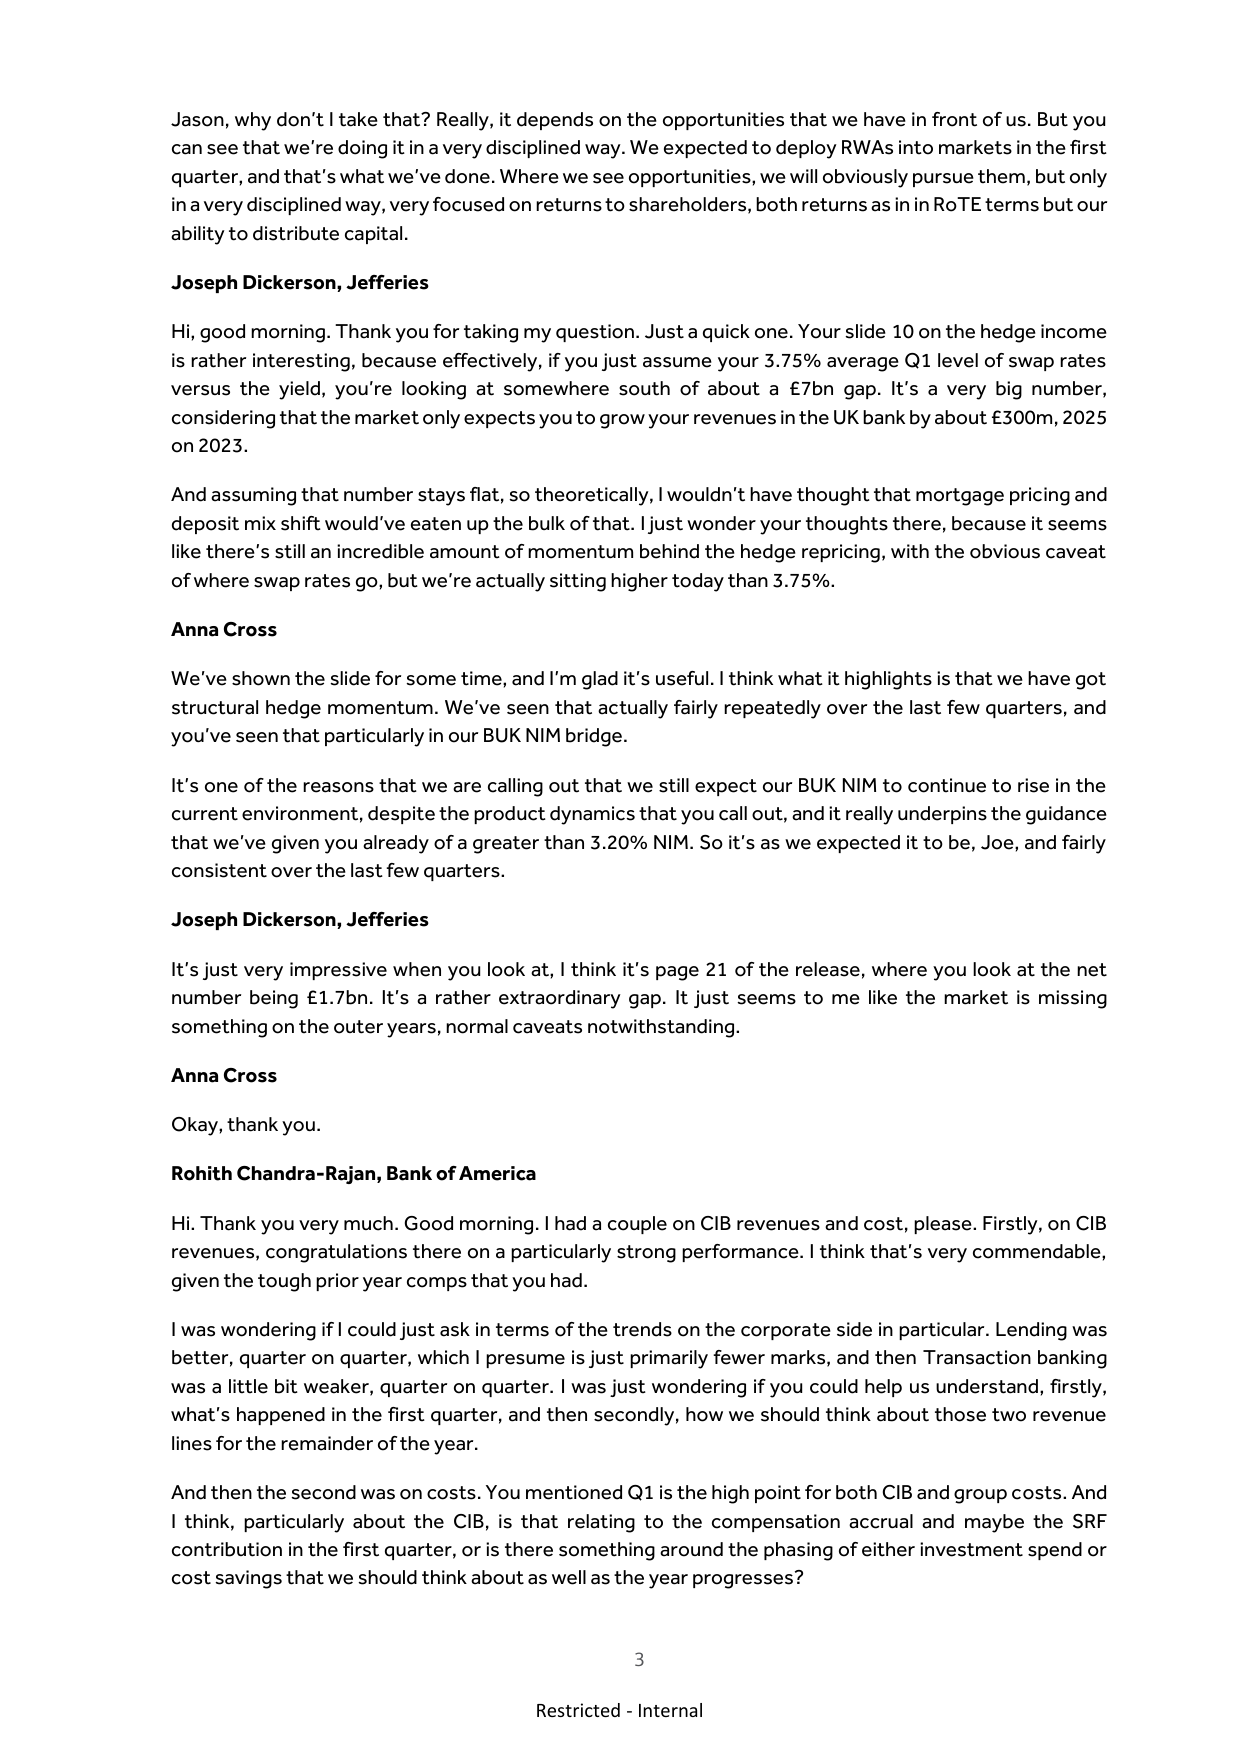 Jason, why don't I take that? Really, it depends on the opportunities that we have in front of us. But you
can see that we're doing it in a very disciplined way. We expected to deploy RWAs into markets in the first
quarter, and that's what we've done. Where we see opportunities, we will obviously pursue them, but only
in a very disciplined way, very focused on returns to shareholders, both returns as in in RoTE terms but our
ability to distribute capital.
Joseph Dickerson, Jefferies
Hi, good morning. Thank you for taking my question. Just a quick one. Your slide 10 on the hedge income
is rather interesting, because effectively, if you just assume your 3.75% average Q1 level of swap rates
versus the yield, you're looking at somewhere south of about a £7bn gap. It's a very big number,
considering that the market only expects you to grow your revenues in the UK bank by about £300m, 2025
on 2023.
And assuming that number stays flat, so theoretically, I wouldn't have thought that mortgage pricing and
deposit mix shift would've eaten up the bulk of that. I just wonder your thoughts there, because it seems
like there's still an incredible amount of momentum behind the hedge repricing, with the obvious caveat
of where swap rates go, but we're actually sitting higher today than 3.75%.
Anna Cross
We've shown the slide for some time, and I'm glad it's useful. I think what it highlights is that we have got
structural hedge momentum. We've seen that actually fairly repeatedly over the last few quarters, and
you've seen that particularly in our BUK NIM bridge.
It's one of the reasons that we are calling out that we still expect our BUK NIM to continue to rise in the
current environment, despite the product dynamics that you call out, and it really underpins the guidance
that we've given you already of a greater than 3.20% NIM. So it's as we expected it to be, Joe, and fairly
consistent over the last few quarters.
Joseph Dickerson, Jefferies
It's just very impressive when you look at, I think it's page 21 of the release, where you look at the net
number being £1.7bn. It's a rather extraordinary gap. It just seems to me like the market is missing
something on the outer years, normal caveats notwithstanding.
Anna Cross
Okay, thank you.
Rohith Chandra-Rajan, Bank of America
Hi. Thank you very much. Good morning. I had a couple on CIB revenues and cost, please. Firstly, on CIB
revenues, congratulations there on a particularly strong performance. I think that's very commendable,
given the tough prior year comps that you had.
I was wondering if I could just ask in terms of the trends on the corporate side in particular. Lending was
better, quarter on quarter, which I presume is just primarily fewer marks, and then Transaction banking
was a little bit weaker, quarter on quarter. I was just wondering if you could help us understand, firstly,
what's happened in the first quarter, and then secondly, how we should think about those two revenue
lines for the remainder of the year.
And then the second was on costs. You mentioned Q1 is the high point for both CIB and group costs. And
I think, particularly about the CIB, is that relating to the compensation accrual and maybe the SRF
contribution in the first quarter, or is there something around the phasing of either investment spend or
cost savings that we should think about as well as the year progresses?
3
Restricted - Internal